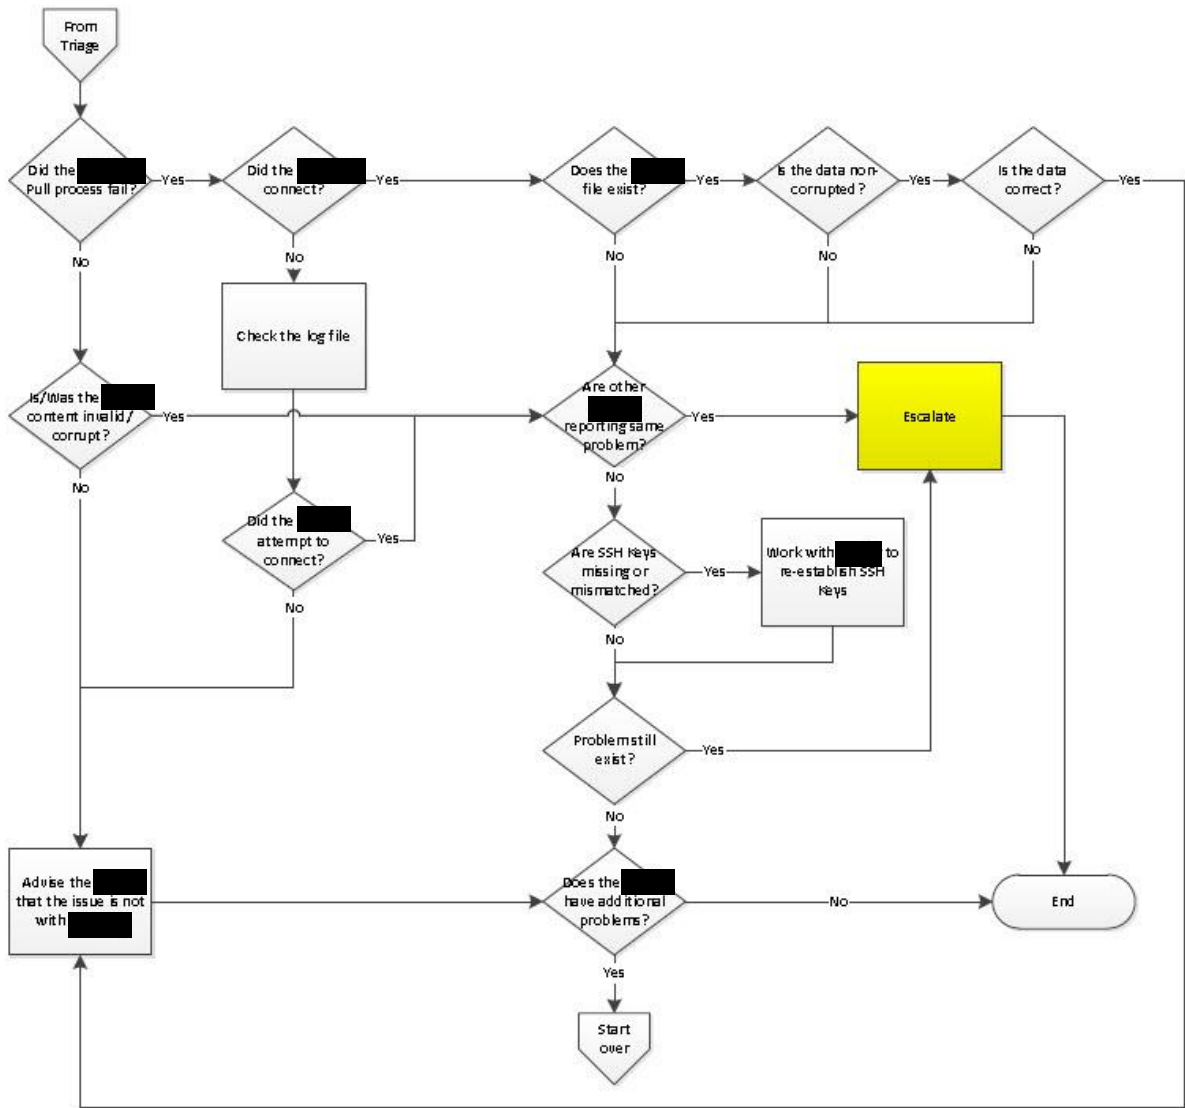 From
Triage
Did the
Pull process fail?
Yes
Did the
connect?
Yes
Does the
file exist?
Yes
Is the data non-
corrupted?
Yes
Is the data
correct?
Yes
No
No
No
No
No
Check the log file
Is/Was the
content invalid/
corrupt?
Yes
Are other
reporting same
problem?
Yes
Escalate
No
No
Did the
attempt to
connect?
Yes
Are SSH Keys
missing or
mismatched?
Yes
Work with to
re-establish SSH
Keys
No
No
Problem still
exist?
Yes
No
Advise the
that the issue is not
with
Does the
have additional
problems?
No
End
Yes
Start
over